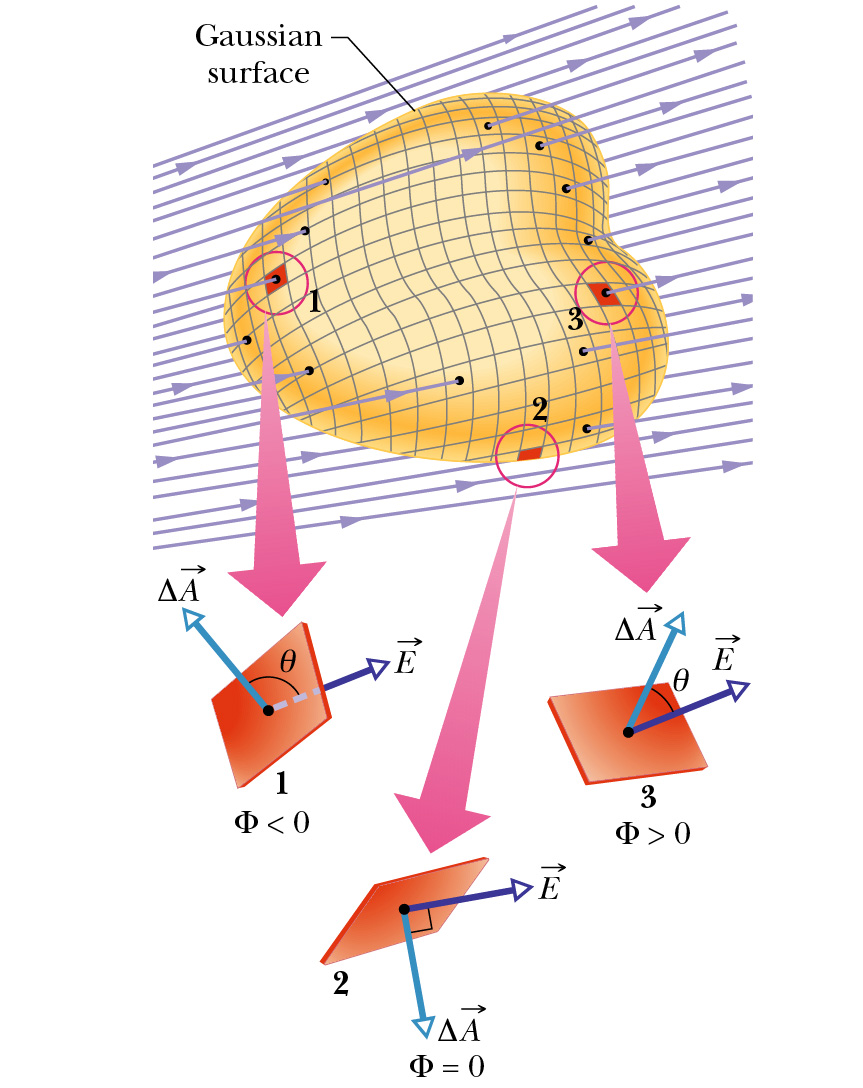 Gaussian
surface
1
3
2
ΔA⃗
θ
E⃗
1
Φ < 0
ΔA⃗
θ
E⃗
3
Φ > 0
E⃗
2
ΔA⃗
Φ = 0